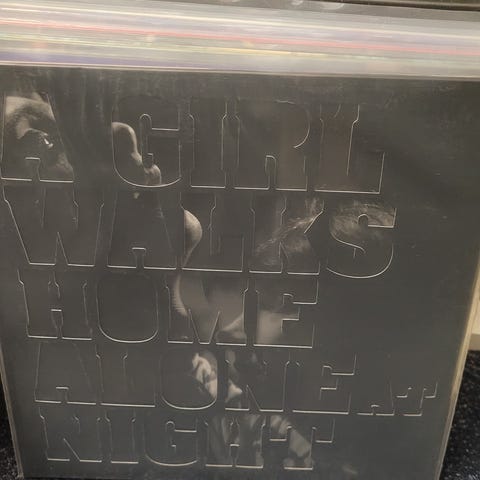 A GIRL
WALKS
HOME
ALONE AT
NIGHT